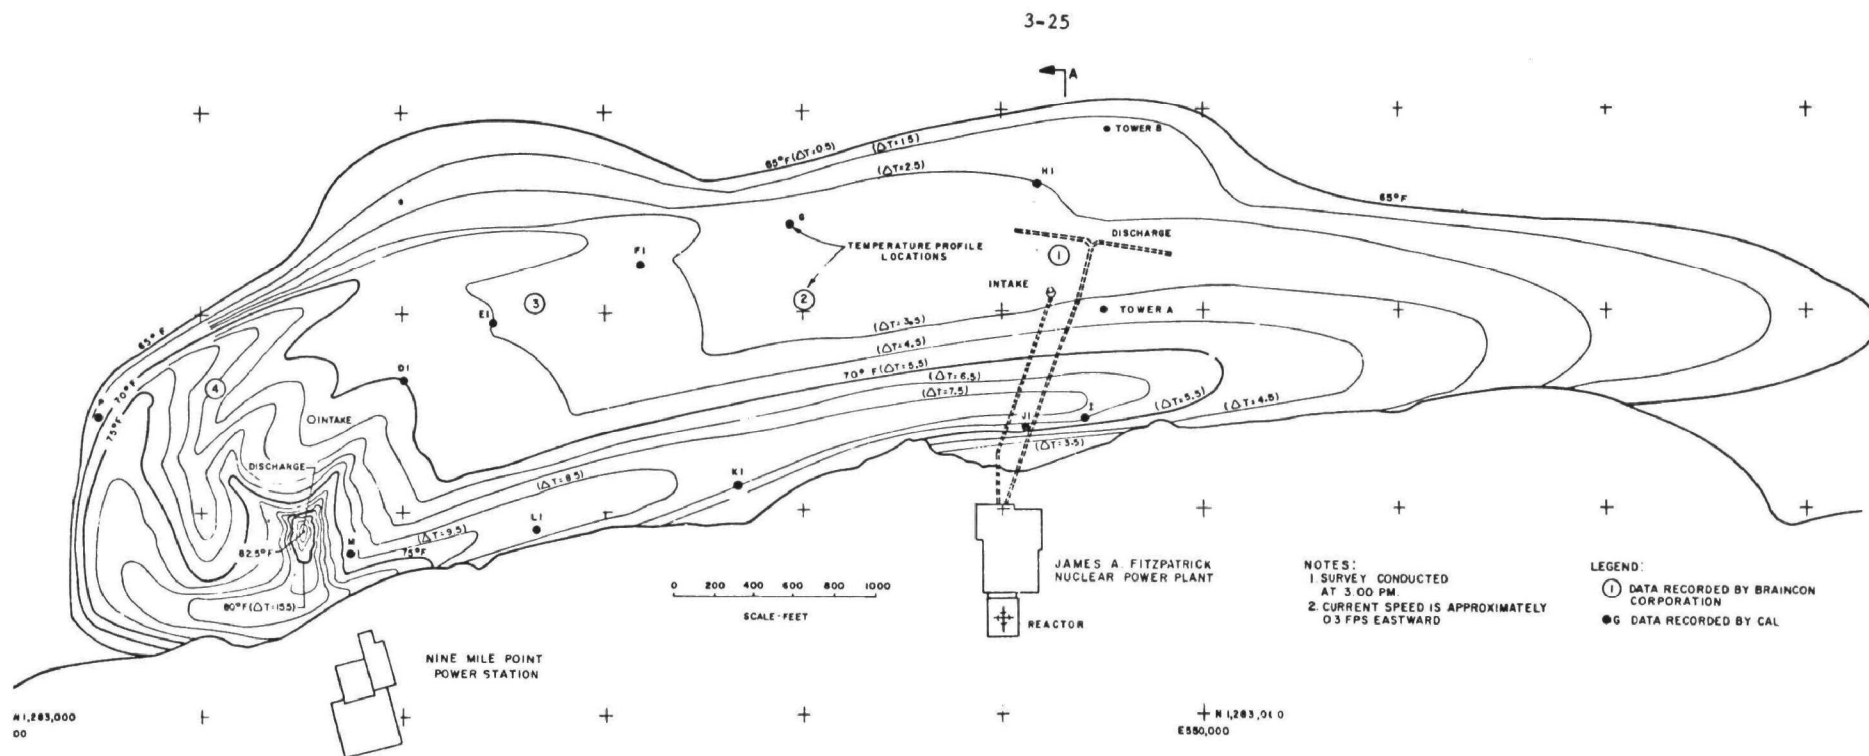 3-25
A
TOWER B
65°F (ΔT=0.5)
(ΔT=1.5)
(ΔT=2.5)
H1
65°F
G
TEMPERATURE PROFILE
LOCATIONS
F1
DISCHARGE
1
INTAKE
2
3
E1
TOWER A
(ΔT=3.5)
(ΔT=4.5)
70° F (ΔT=5.5)
(ΔT=6.5)
(ΔT=7.5)
65° F
70°F
75°F
4
D1
INTAKE
I
J1
(ΔT=5.5)
(ΔT=4.5)
(ΔT=3.5)
DISCHARGE
K1
(ΔT=8.5)
L1
(ΔT=9.5)
M
75°F
82.5°F
80°F (ΔT=15.5)
0 200 400 600 800 1000
SCALE-FEET
JAMES A. FITZPATRICK
NUCLEAR POWER PLANT
REACTOR
NINE MILE POINT
POWER STATION
NOTES:
1. SURVEY CONDUCTED
AT 3.00 PM.
2. CURRENT SPEED IS APPROXIMATELY
0.3 FPS EASTWARD
LEGEND:
1 DATA RECORDED BY BRAINCON
CORPORATION
G DATA RECORDED BY CAL
N 1,283,000
00
N 1,283,000
E550,000